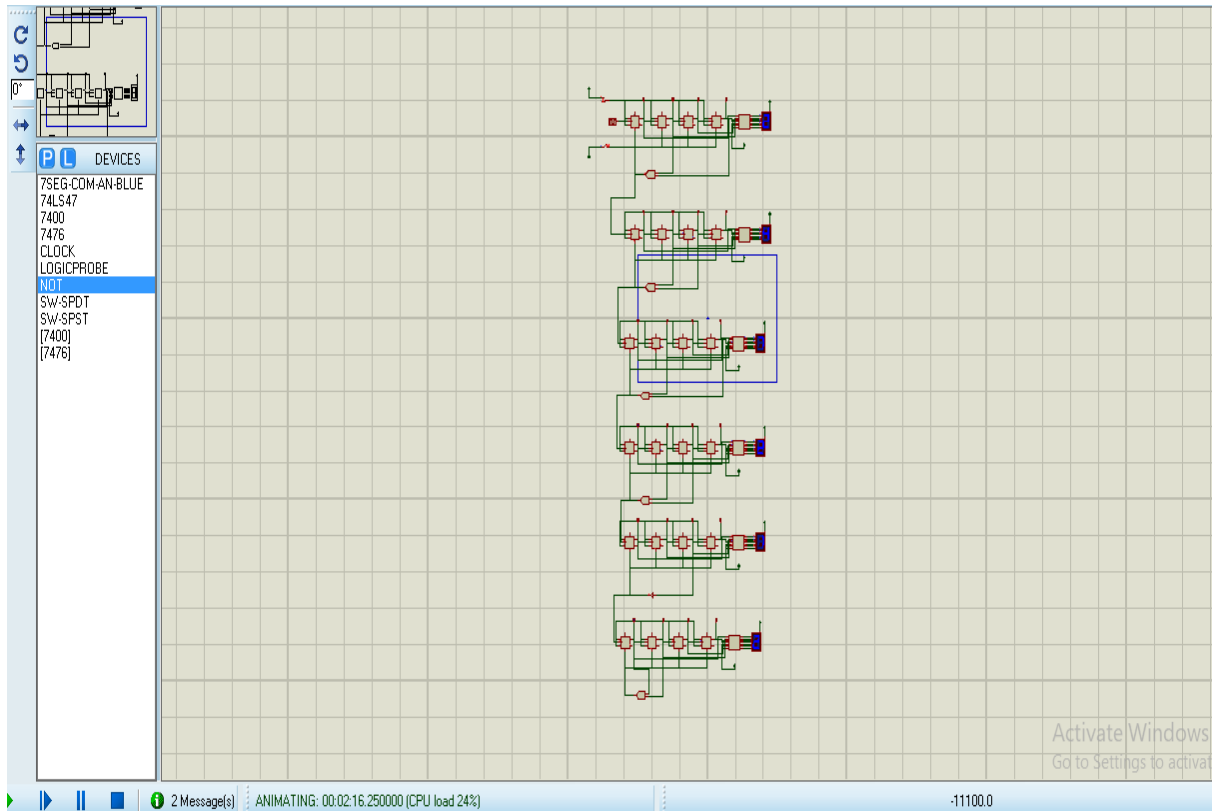 0°
P L DEVICES
7SEG-COM-AN-BLUE
74LS47
7400
7476
CLOCK
LOGICPROBE
NOT
SW-SPDT
SW-SPST
[7400]
[7476]
Activate Windows
Go to Settings to activat
2 Message(s) ANIMATING: 00:02:16.250000 (CPU load 24%) -11100.0